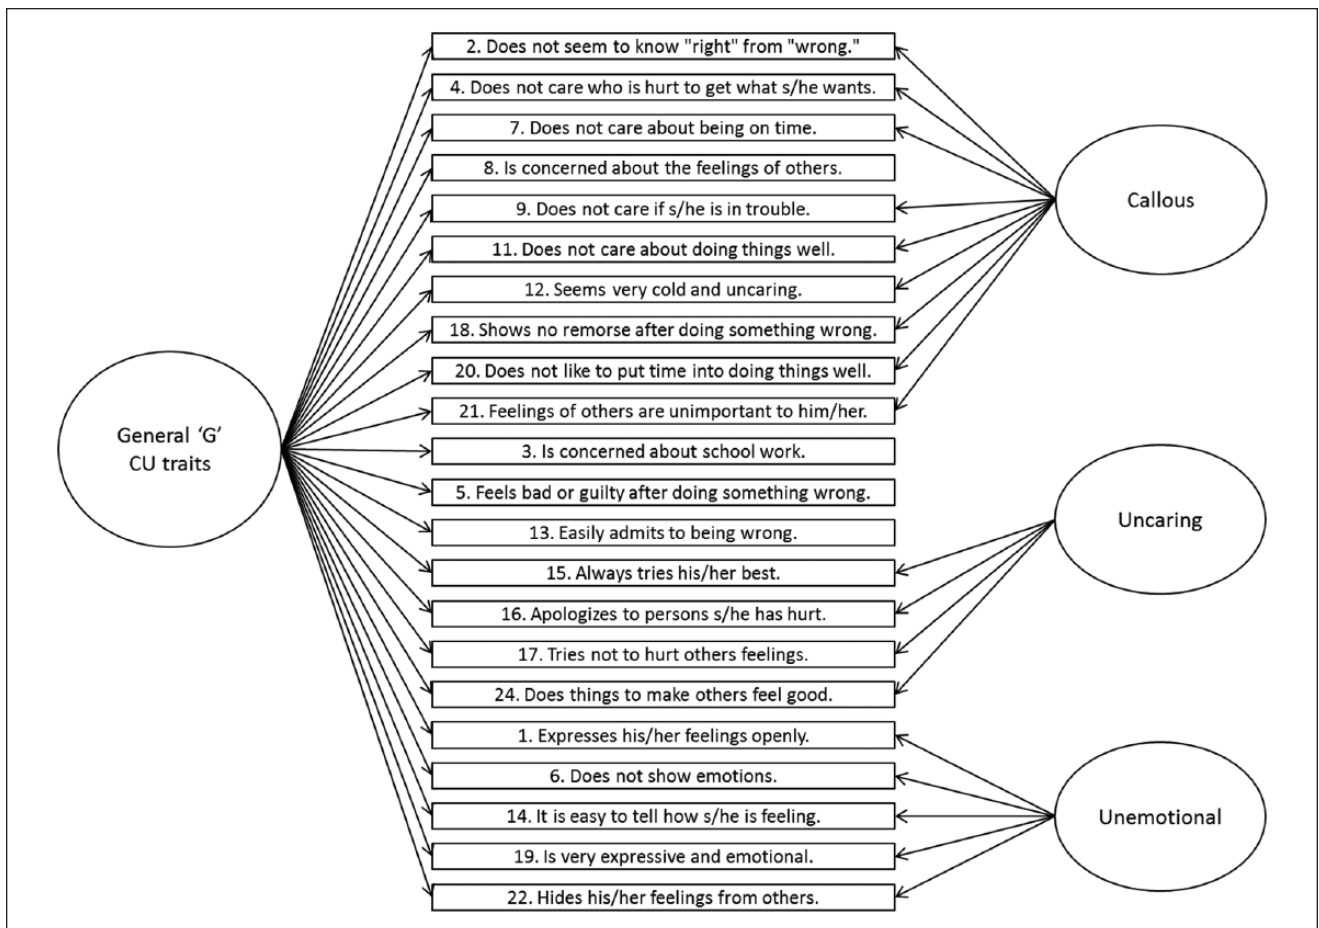 2. Does not seem to know "right" from "wrong."
4. Does not care who is hurt to get what s/he wants.
7. Does not care about being on time.
8. Is concerned about the feelings of others.
9. Does not care if s/he is in trouble.
11. Does not care about doing things well.
12. Seems very cold and uncaring.
18. Shows no remorse after doing something wrong.
20. Does not like to put time into doing things well.
21. Feelings of others are unimportant to him/her.
3. Is concerned about school work.
5. Feels bad or guilty after doing something wrong.
13. Easily admits to being wrong.
15. Always tries his/her best.
16. Apologizes to persons s/he has hurt.
17. Tries not to hurt others feelings.
24. Does things to make others feel good.
1. Expresses his/her feelings openly.
6. Does not show emotions.
14. It is easy to tell how s/he is feeling.
19. Is very expressive and emotional.
22. Hides his/her feelings from others.
General ‘G’
CU traits
Callous
Uncaring
Unemotional